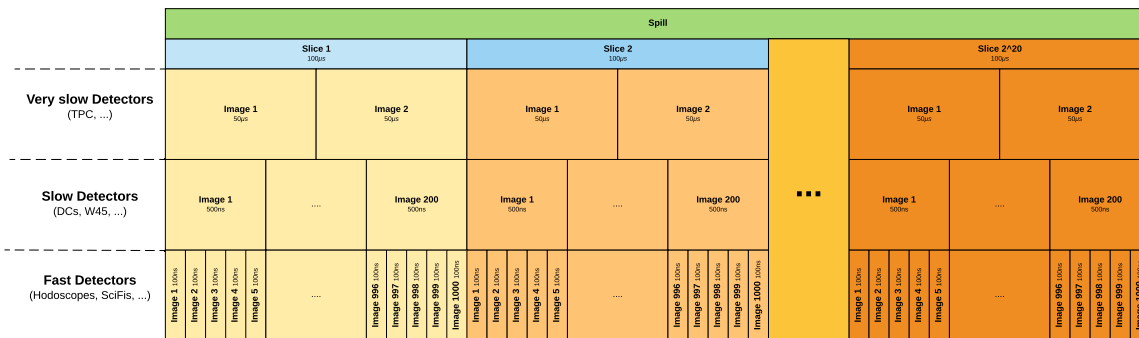 Spill
Slice 1
100μs
Slice 2
100μs
Slice 2^20
100μs
Very slow Detectors
(TPC, ...)
Image 1
50μs
Image 2
50μs
Image 1
50μs
Image 2
50μs
...
Image 1
50μs
Image 2
50μs
Slow Detectors
(DCs, W45, ...)
Image 1
500ns
....
Image 200
500ns
Image 1
500ns
....
Image 200
500ns
Image 1
500ns
....
Image 200
500ns
Fast Detectors
(Hodoscopes, SciFis, ...)
Image 1 100ns
Image 2 100ns
Image 3 100ns
Image 4 100ns
Image 5 100ns
....
Image 996 100ns
Image 997 100ns
Image 998 100ns
Image 999 100ns
Image 1000 100ns
Image 1 100ns
Image 2 100ns
Image 3 100ns
Image 4 100ns
Image 5 100ns
....
Image 996 100ns
Image 997 100ns
Image 998 100ns
Image 999 100ns
Image 1000 100ns
Image 1 100ns
Image 2 100ns
Image 3 100ns
Image 4 100ns
Image 5 100ns
....
Image 996 100ns
Image 997 100ns
Image 998 100ns
Image 999 100ns